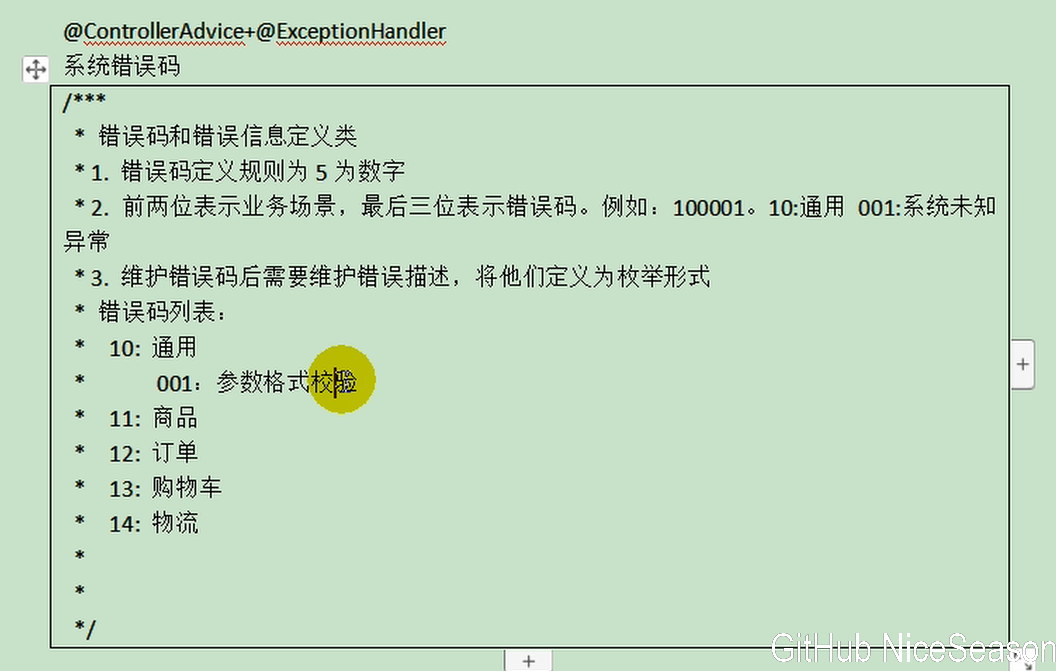 @ControllerAdvice+@ExceptionHandler
系统错误码
/***
* 错误码和错误信息定义类
* 1. 错误码定义规则为 5 为数字
* 2. 前两位表示业务场景，最后三位表示错误码。例如：100001。10:通用 001:系统未知
异常
* 3. 维护错误码后需要维护错误描述，将他们定义为枚举形式
* 错误码列表：
* 10: 通用
* 001：参数格式校验
* 11: 商品
* 12: 订单
* 13: 购物车
* 14: 物流
*
*
*/
GitHub NiceSeason